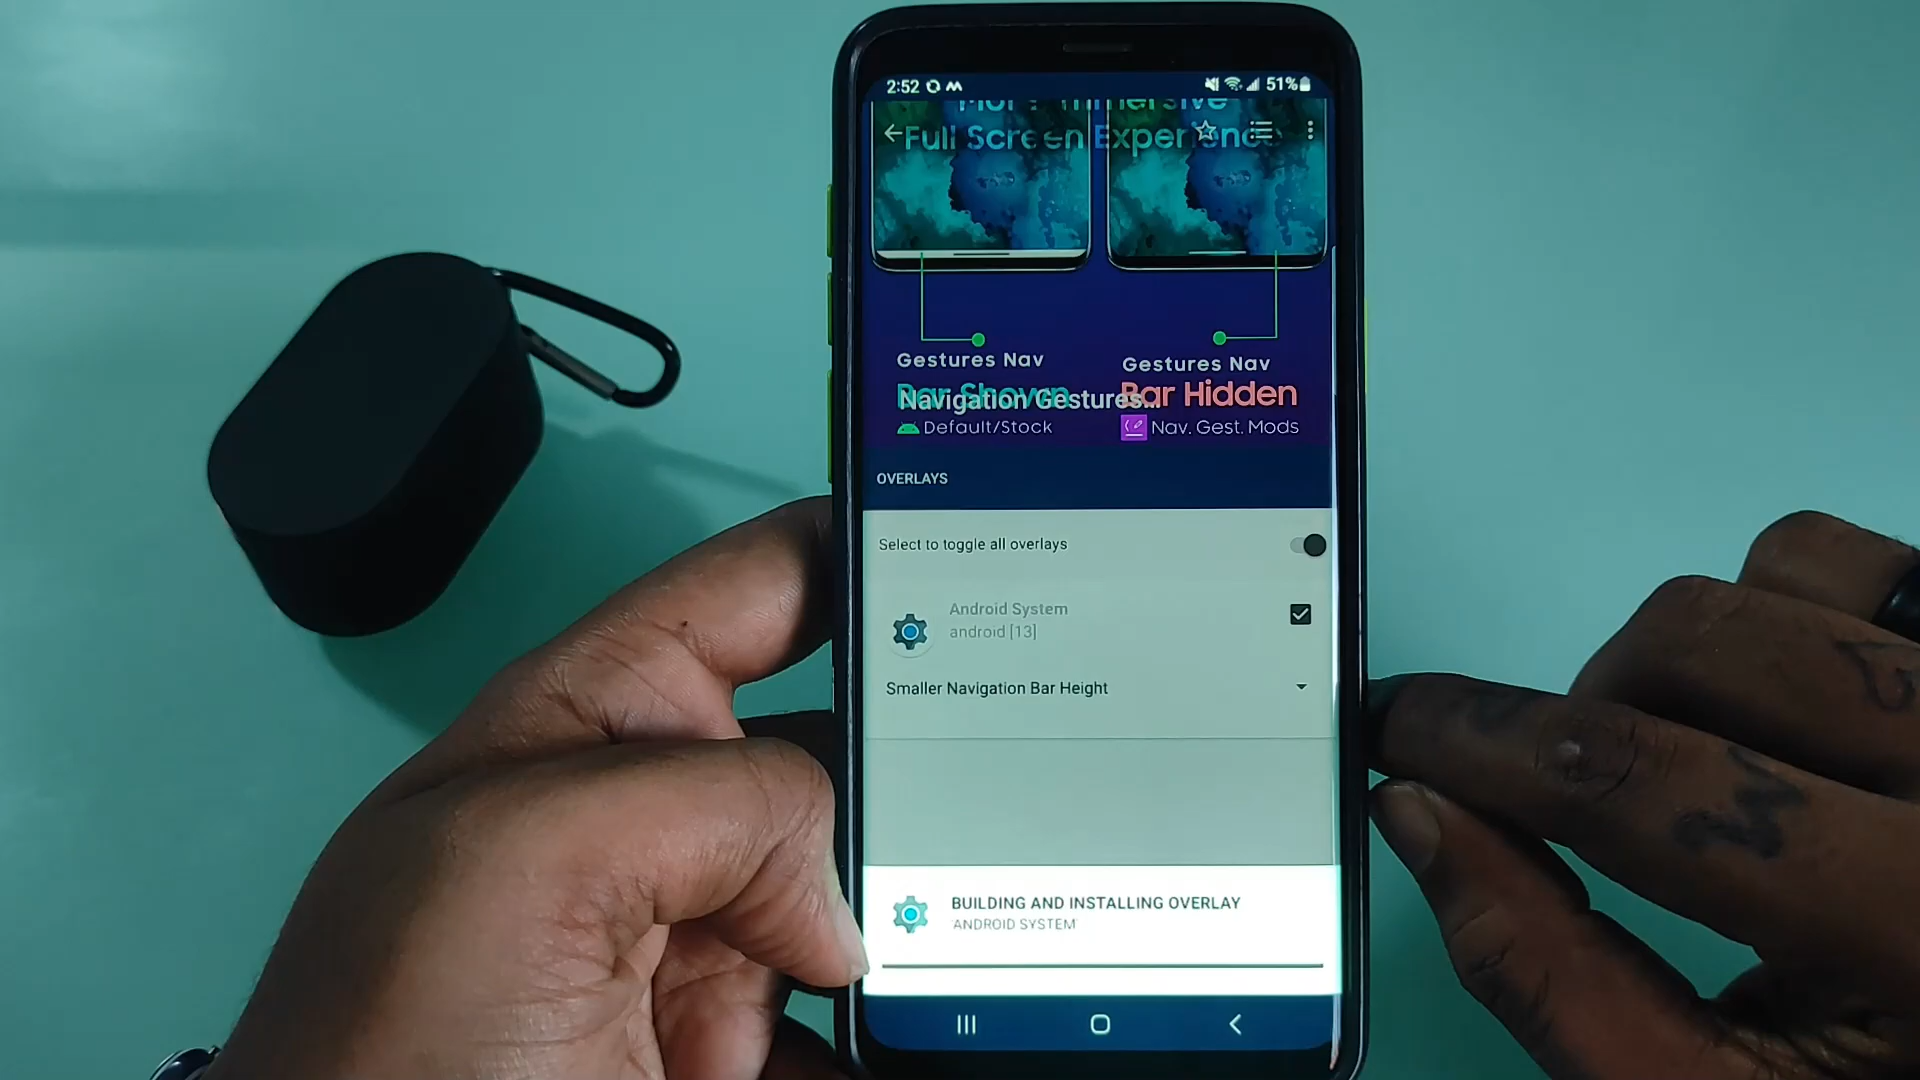 2:52 51%
Full Screen Experience
Gestures Nav
Bar Shown
Default/Stock
Gestures Nav
Bar Hidden
Nav. Gest. Mods
Navigation Gestures...
OVERLAYS
Select to toggle all overlays
Android System
android [13]
Smaller Navigation Bar Height
BUILDING AND INSTALLING OVERLAY
'ANDROID SYSTEM'